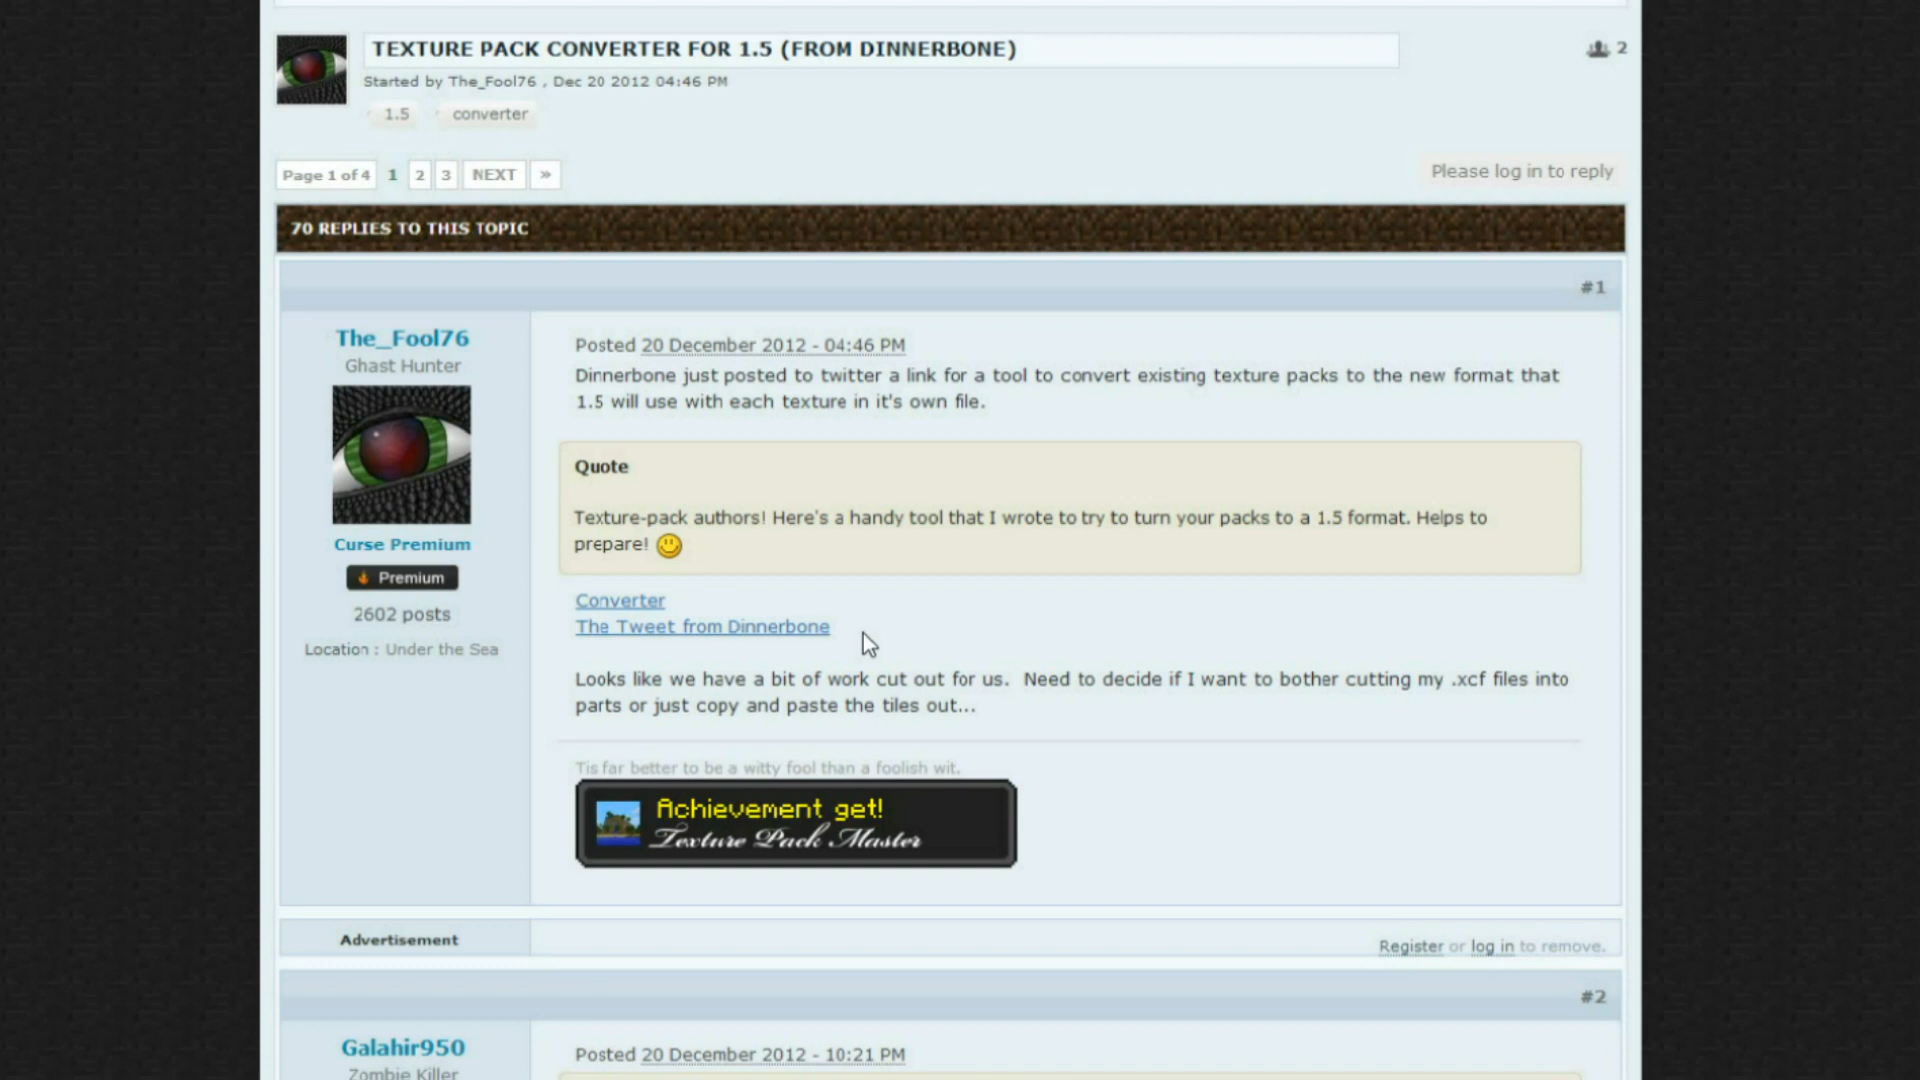 TEXTURE PACK CONVERTER FOR 1.5 (FROM DINNERBONE)
2
Started by The_Fool76 , Dec 20 2012 04:46 PM
1.5
converter
Page 1 of 4 1 2 3 NEXT »
Please log in to reply
70 REPLIES TO THIS TOPIC
#1
The_Fool76
Ghast Hunter
Curse Premium
Premium
2602 posts
Location : Under the Sea
Posted 20 December 2012 - 04:46 PM
Dinnerbone just posted to twitter a link for a tool to convert existing texture packs to the new format that
1.5 will use with each texture in it's own file.
Quote
Texture-pack authors! Here's a handy tool that I wrote to try to turn your packs to a 1.5 format. Helps to
prepare!
Converter
The Tweet from Dinnerbone
Looks like we have a bit of work cut out for us. Need to decide if I want to bother cutting my .xcf files into
parts or just copy and paste the tiles out...
Tis far better to be a witty fool than a foolish wit.
Achievement get!
Texture Pack Master
Advertisement
Register or log in to remove.
#2
Galahir950
Zombie Killer
Posted 20 December 2012 - 10:21 PM